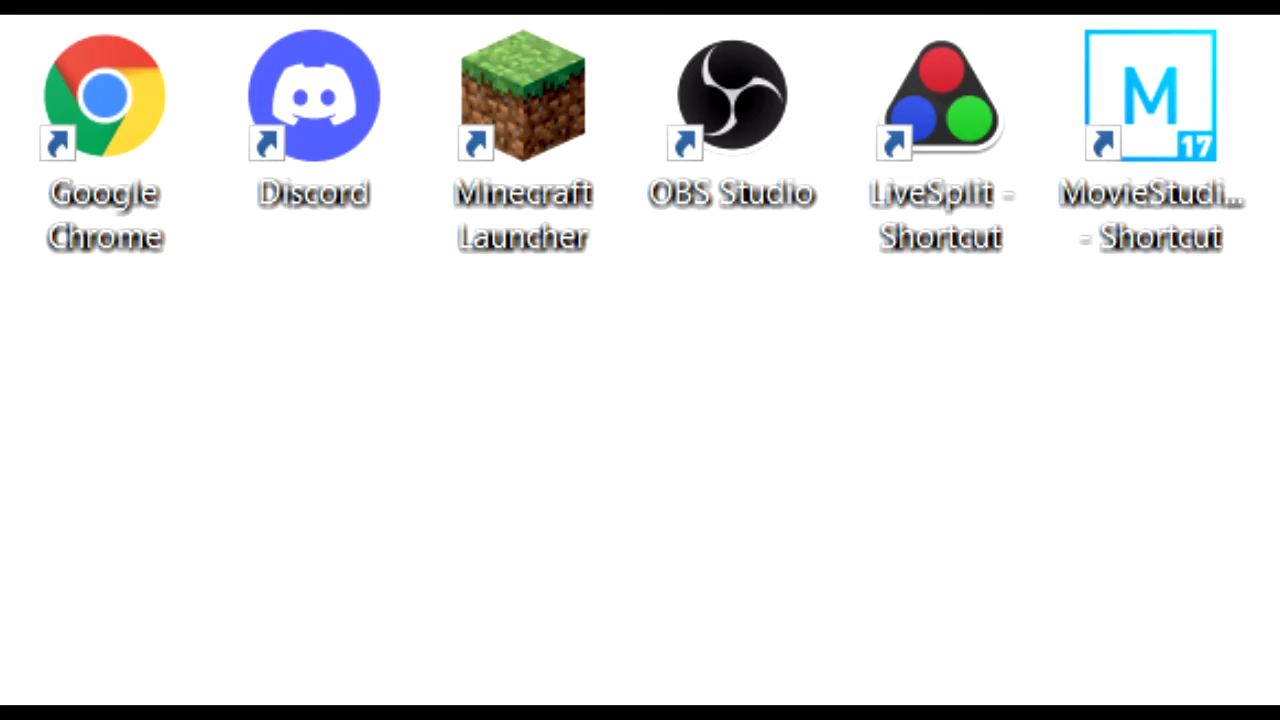 M
17
Google
Chrome
Discord
Minecraft
Launcher
OBS Studio
LiveSplit -
Shortcut
MovieStudi...
- Shortcut